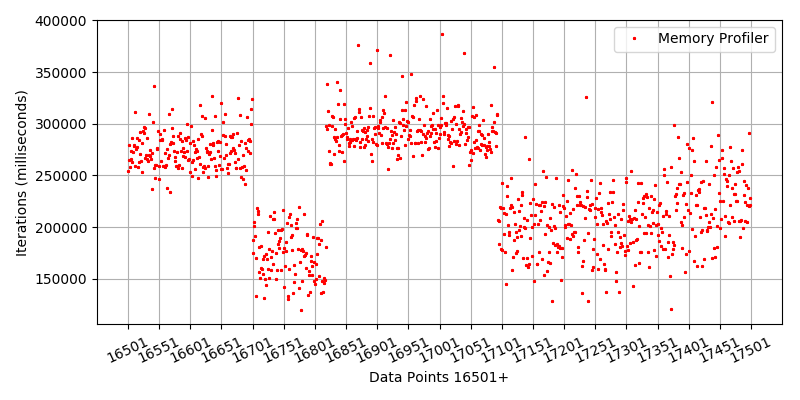 400000
350000
300000
250000
200000
150000
Iterations (milliseconds)
Memory Profiler
16501 16551 16601 16651 16701 16751 16801 16851 16901 16951 17001 17051 17101 17151 17201 17251 17301 17351 17401 17451 17501
Data Points 16501+